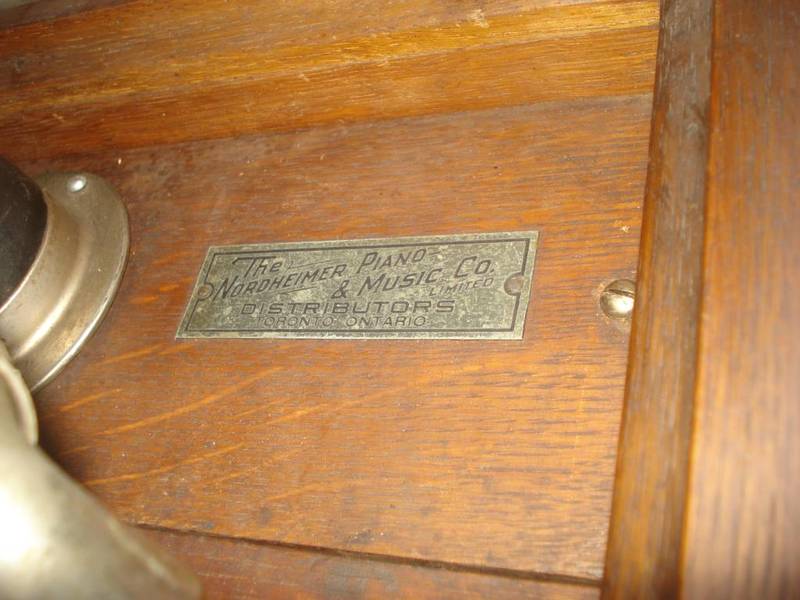 The
Nordheimer Piano
& Music Co.
Limited
Distributors
Toronto Ontario